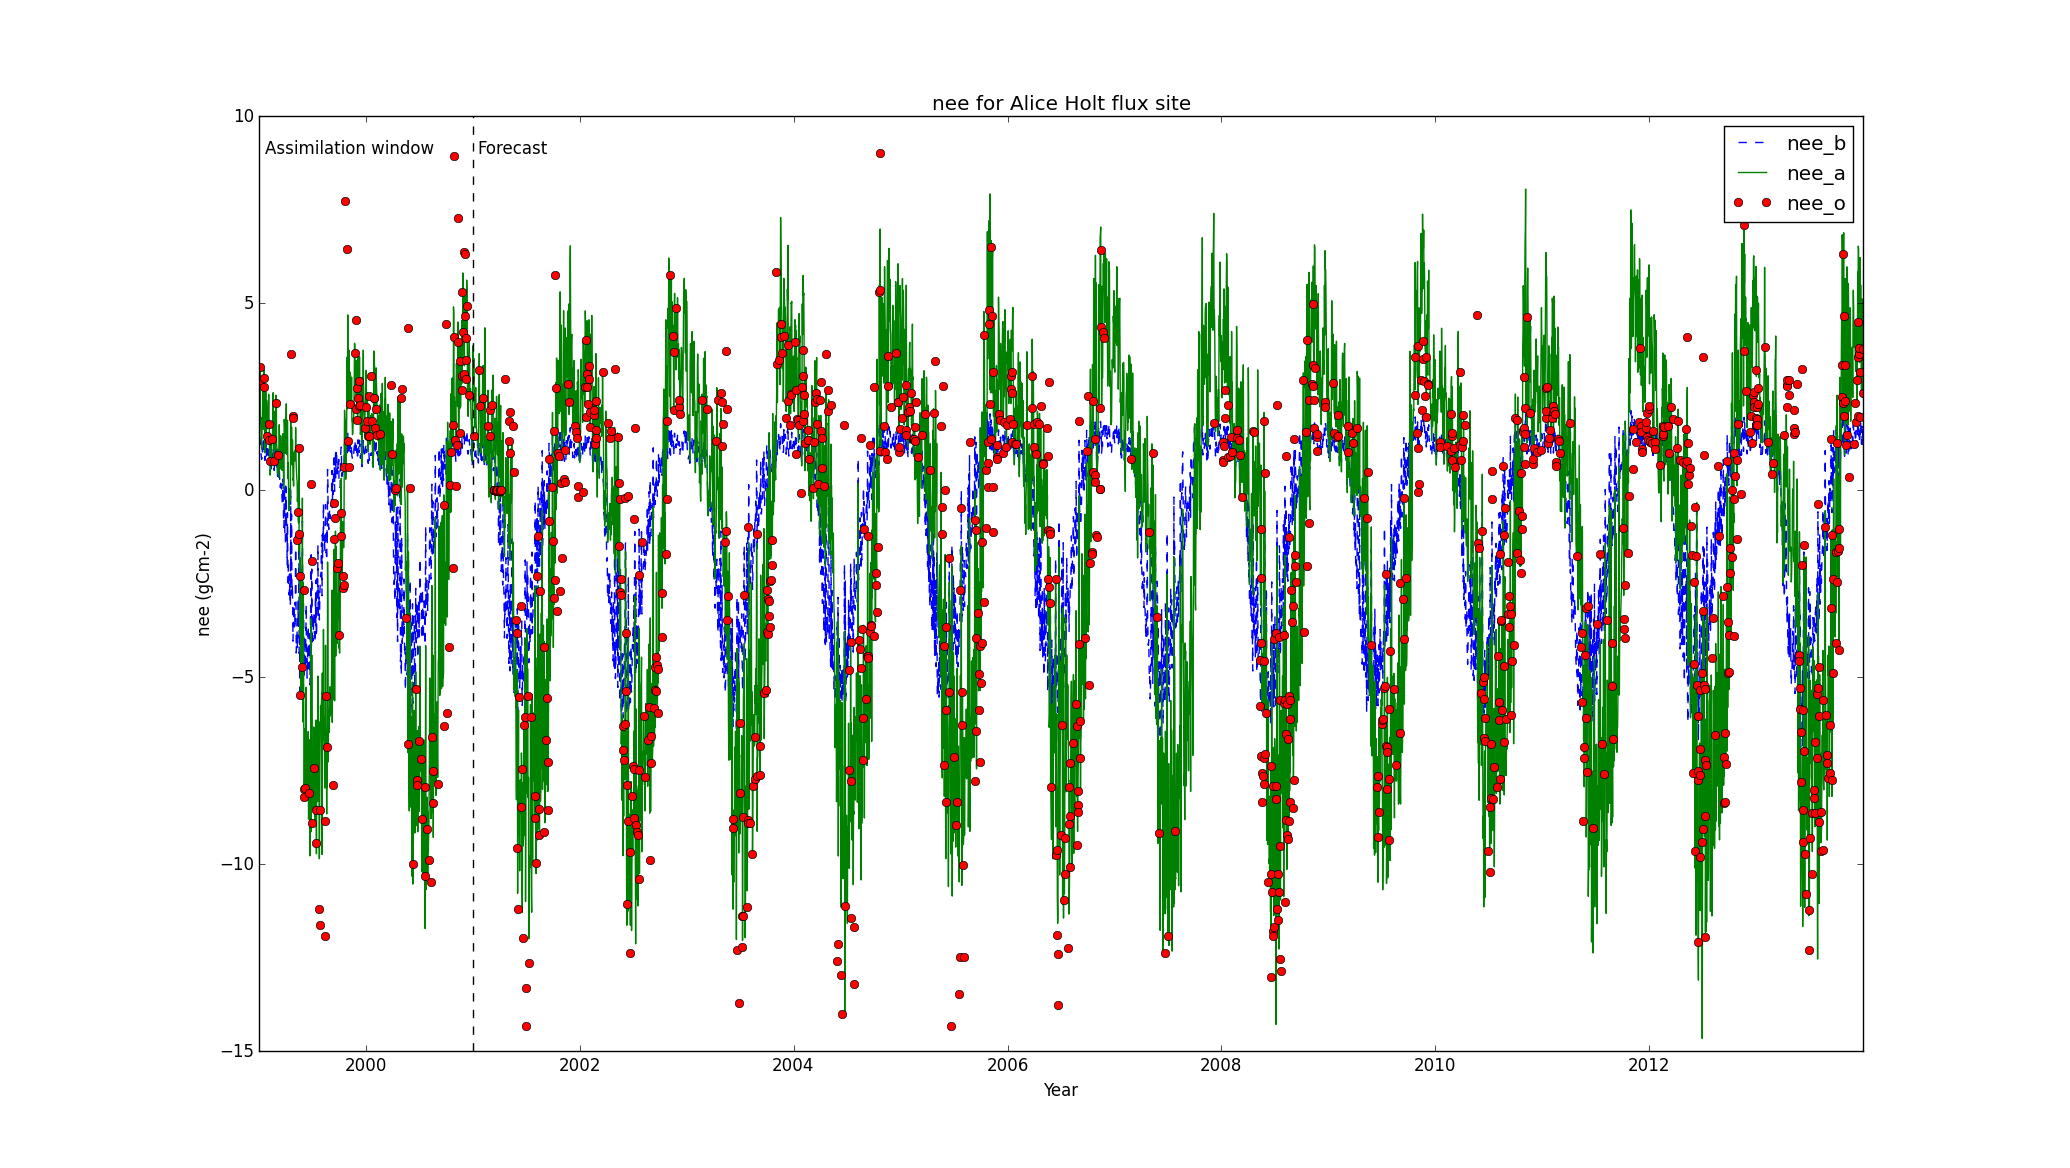 nee for Alice Holt flux site
10
5
0
−5
−10
−15
nee (gCm-2)
Assimilation window
Forecast
nee_b
nee_a
nee_o
2000
2002
2004
2006
2008
2010
2012
Year